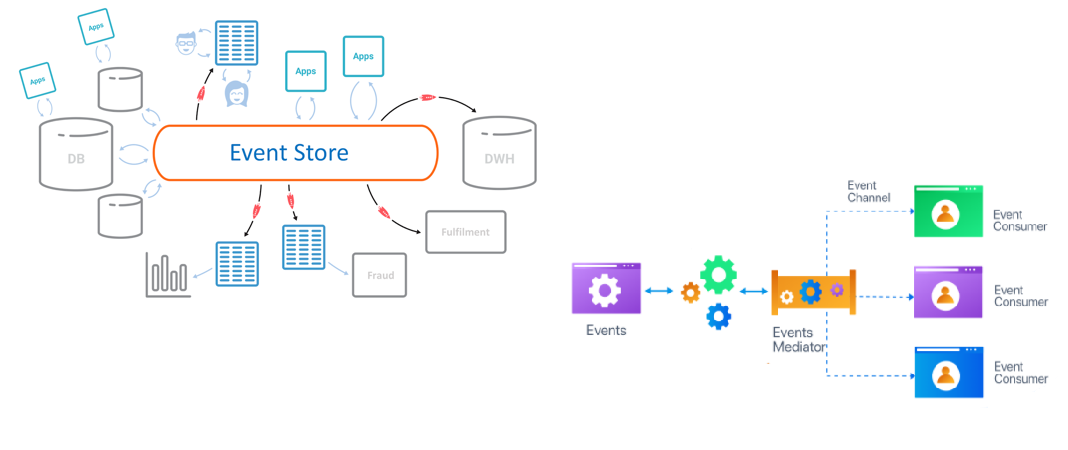 Apps
Apps
Apps
Apps
DB
Event Store
DWH
Fulfilment
Fraud
Event
Channel
Event
Consumer
Events
Events
Mediator
Event
Consumer
Event
Consumer